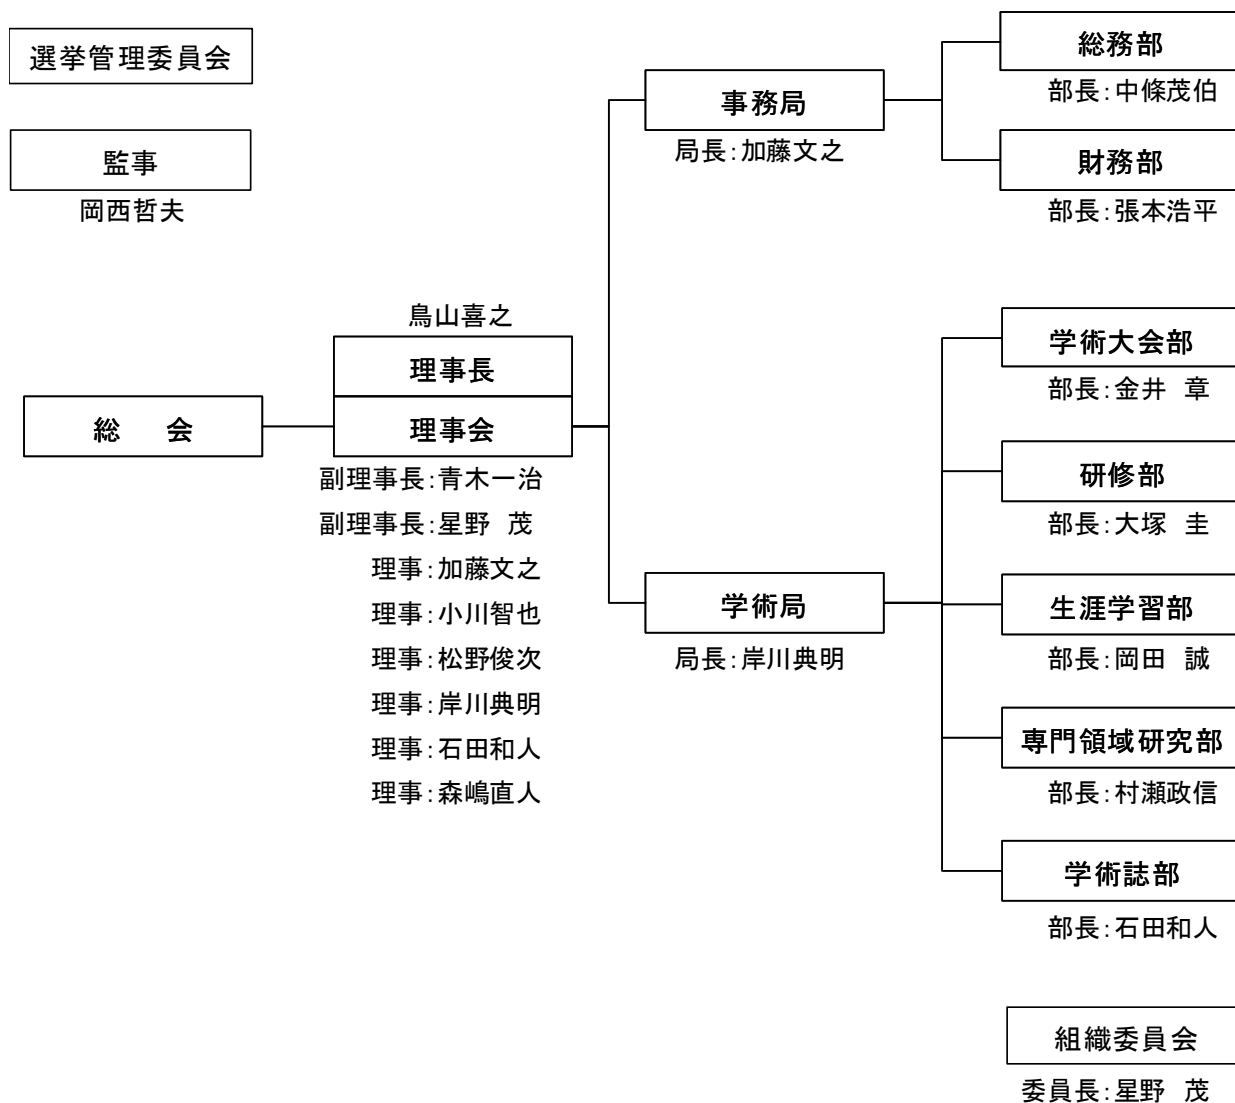 選挙管理委員会
監事
岡西哲夫
総　会
鳥山喜之
理事長
理事会
副理事長：青木一治
副理事長：星野　茂
理事：加藤文之
理事：小川智也
理事：松野俊次
理事：岸川典明
理事：石田和人
理事：森嶋直人
事務局
局長：加藤文之
総務部
部長：中條茂伯
財務部
部長：張本浩平
学術局
局長：岸川典明
学術大会部
部長：金井　章
研修部
部長：大塚　圭
生涯学習部
部長：岡田　誠
専門領域研究部
部長：村瀬政信
学術誌部
部長：石田和人
組織委員会
委員長：星野　茂